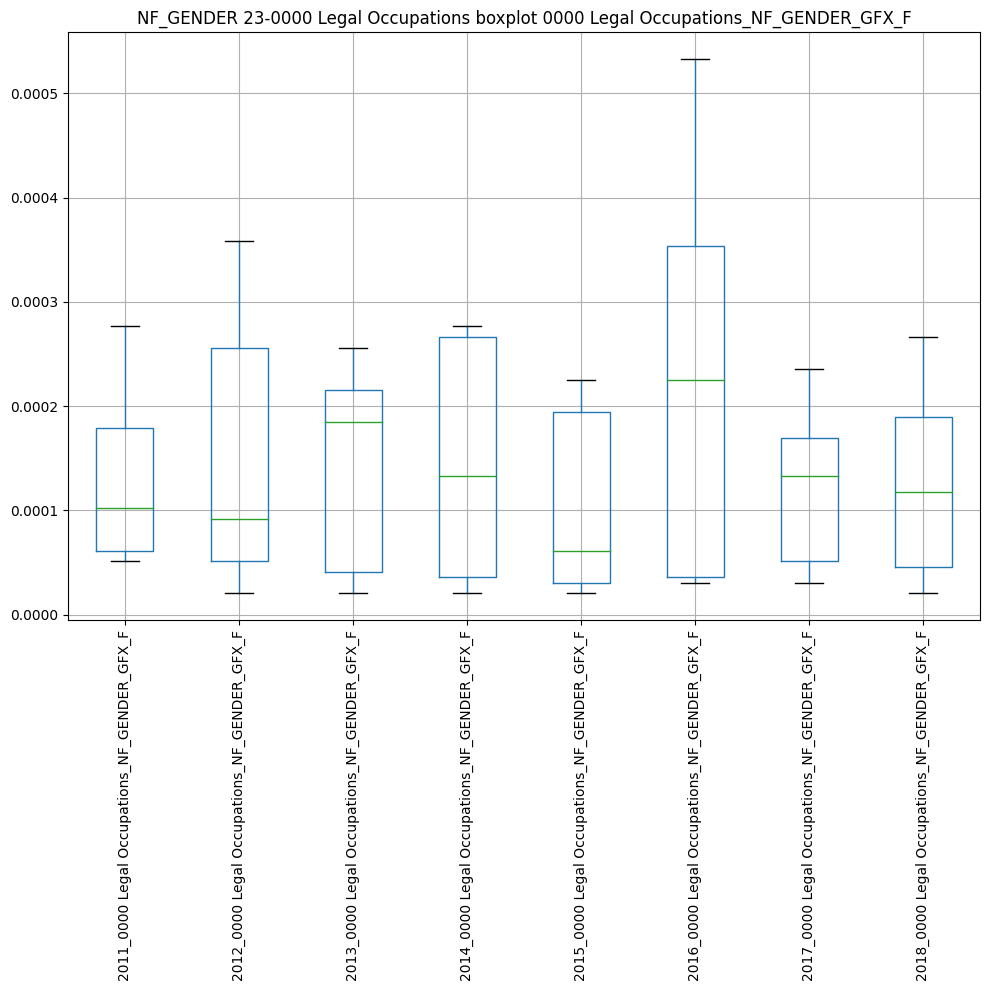 NF_GENDER 23-0000 Legal Occupations boxplot 0000 Legal Occupations_NF_GENDER_GFX_F
0.0005
0.0004
0.0003
0.0002
0.0001
0.0000
2011_0000 Legal Occupations_NF_GENDER_GFX_F
2012_0000 Legal Occupations_NF_GENDER_GFX_F
2013_0000 Legal Occupations_NF_GENDER_GFX_F
2014_0000 Legal Occupations_NF_GENDER_GFX_F
2015_0000 Legal Occupations_NF_GENDER_GFX_F
2016_0000 Legal Occupations_NF_GENDER_GFX_F
2017_0000 Legal Occupations_NF_GENDER_GFX_F
2018_0000 Legal Occupations_NF_GENDER_GFX_F